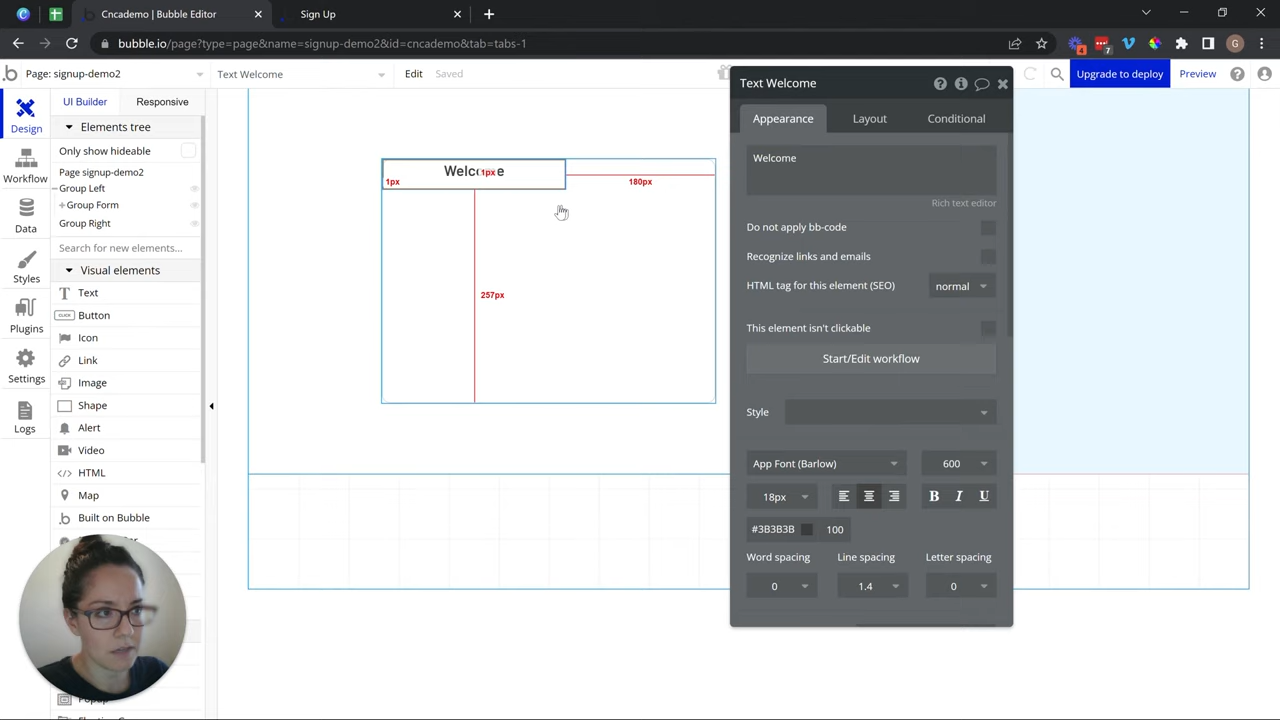 Cncademo | Bubble Editor
Sign Up
bubble.io/page?type=page&name=signup-demo2&id=cncademo&tab=tabs-1
4
7
G
Page: signup-demo2
Text Welcome
Edit
Saved
Upgrade to deploy
Preview
Design
Workflow
Data
Styles
Plugins
Settings
Logs
UI Builder
Responsive
Elements tree
Only show hideable
Page signup-demo2
Group Left
Group Form
Group Right
Search for new elements...
Visual elements
Text
Button
CLICK
Icon
Link
Image
Shape
Alert
Video
HTML
Map
Built on Bubble
Welcome
1px
1px
180px
257px
Text Welcome
Appearance
Layout
Conditional
Welcome
Rich text editor
Do not apply bb-code
Recognize links and emails
HTML tag for this element (SEO)
normal
This element isn't clickable
Start/Edit workflow
Style
App Font (Barlow)
600
18px
B
I
U
#3B3B3B
100
Word spacing
Line spacing
Letter spacing
0
1.4
0